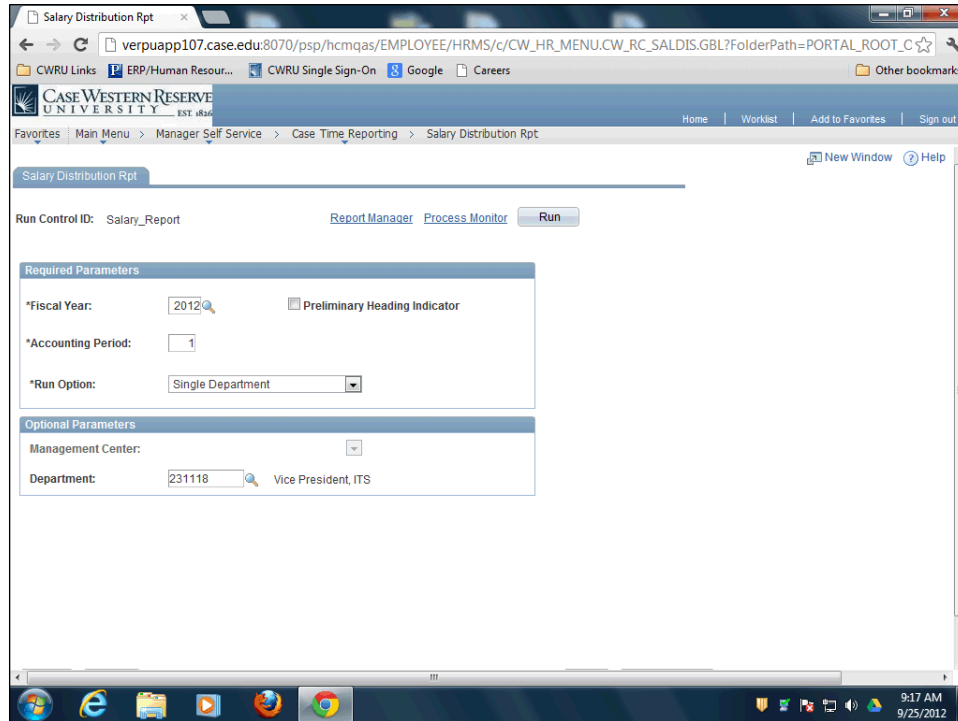 Salary Distribution Rpt
verpuapp107.case.edu:8070/psp/hcmqas/EMPLOYEE/HRMS/c/CW_HR_MENU.CW_RC_SALDIS.GBL?FolderPath=PORTAL_ROOT_O
CWRU Links ERP/Human Resour... CWRU Single Sign-On Google Careers Other bookmark
CASE WESTERN RESERVE
UNIVERSITY EST. 1826
Home | Worklist | Add to Favorites | Sign out
Favorites Main Menu > Manager Self Service > Case Time Reporting > Salary Distribution Rpt
New Window Help
Salary Distribution Rpt
Run Control ID: Salary_Report Report Manager Process Monitor Run
Required Parameters
*Fiscal Year: 2012 Preliminary Heading Indicator
*Accounting Period: 1
*Run Option: Single Department
Optional Parameters
Management Center:
Department: 231118 Vice President, ITS
9:17 AM
9/25/2012